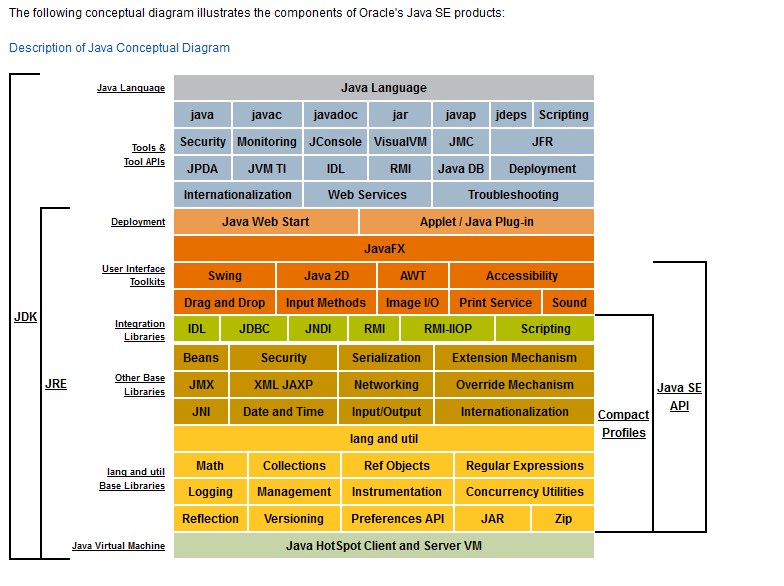 The following conceptual diagram illustrates the components of Oracle's Java SE products:
Description of Java Conceptual Diagram
Java Language
Java Language
java javac javadoc jar javap jdeps Scripting
Tools &
Tool APIs
Security Monitoring JConsole VisualVM JMC JFR
JPDA JVM TI IDL RMI Java DB Deployment
Internationalization Web Services Troubleshooting
Deployment
Java Web Start Applet / Java Plug-in
JavaFX
User Interface
Toolkits
Swing Java 2D AWT Accessibility
Drag and Drop Input Methods Image I/O Print Service Sound
Integration
Libraries
IDL JDBC JNDI RMI RMI-IIOP Scripting
JDK
Other Base
Libraries
Beans Security Serialization Extension Mechanism
JMX XML JAXP Networking Override Mechanism
JNI Date and Time Input/Output Internationalization
JRE
Java SE
API
Compact
Profiles
lang and util
lang and util
Base Libraries
Math Collections Ref Objects Regular Expressions
Logging Management Instrumentation Concurrency Utilities
Reflection Versioning Preferences API JAR Zip
Java Virtual Machine
Java HotSpot Client and Server VM